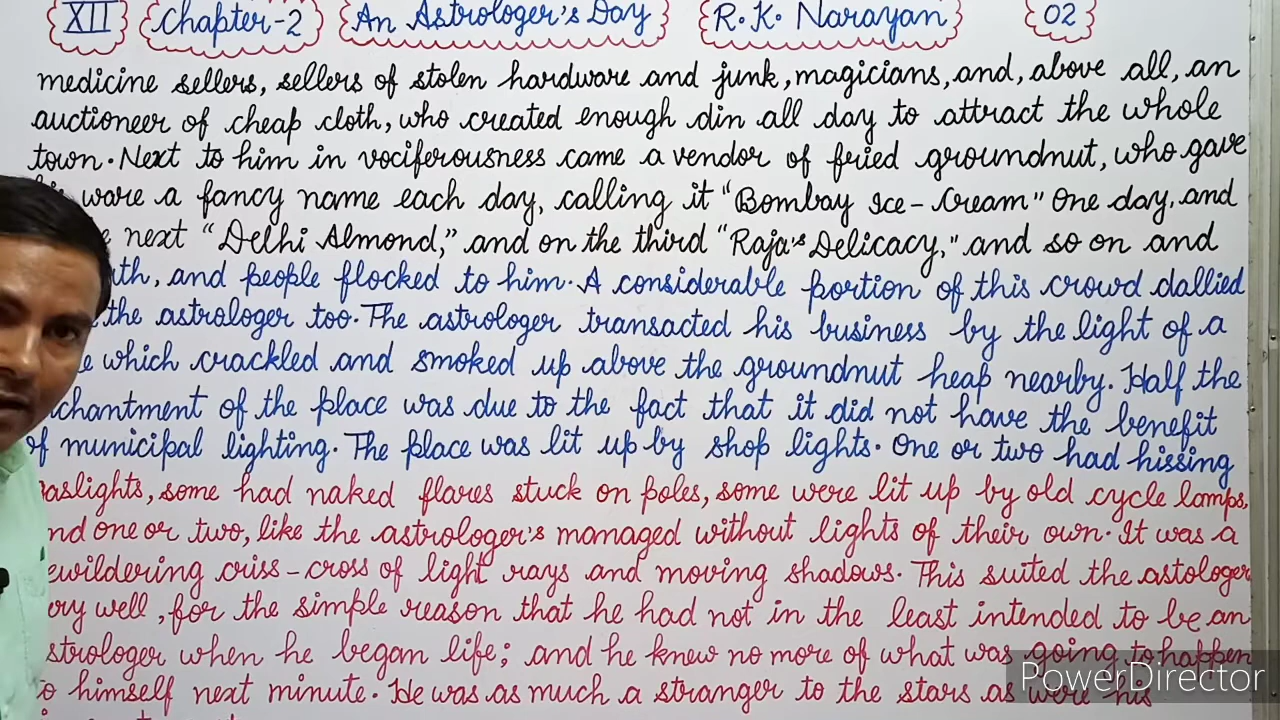 XII Chapter-2 An Astrologer's Day R. K. Narayan 02
medicine sellers, sellers of stolen hardware and junk, magicians, and, above all, an
auctioneer of cheap cloth, who created enough din all day to attract the whole
town. Next to him in vociferousness came a vendor of fried groundnut, who gave
ware a fancy name each day, calling it "Bombay Ice-Cream" One day, and
next "Delhi Almond," and on the third "Raja's Delicacy," and so on and
and people flocked to him. A considerable portion of this crowd dallied
the astrologer too. The astrologer transacted his business by the light of a
which crackled and smoked up above the groundnut heap nearby. Half the
chantment of the place was due to the fact that it did not have the benefit
of municipal lighting. The place was lit up by shop lights. One or two had hissing
aslights, some had naked flares stuck on poles, some were lit up by old cycle lamps,
nd one or two, like the astrologer's managed without lights of their own. It was a
ewildering criss-cross of light rays and moving shadows. This suited the astologer
ery well, for the simple reason that he had not in the least intended to be an
strologer when he began life; and he knew no more of what was going to happen
o himself next minute. He was as much a stranger to the stars as were his
PowerDirector